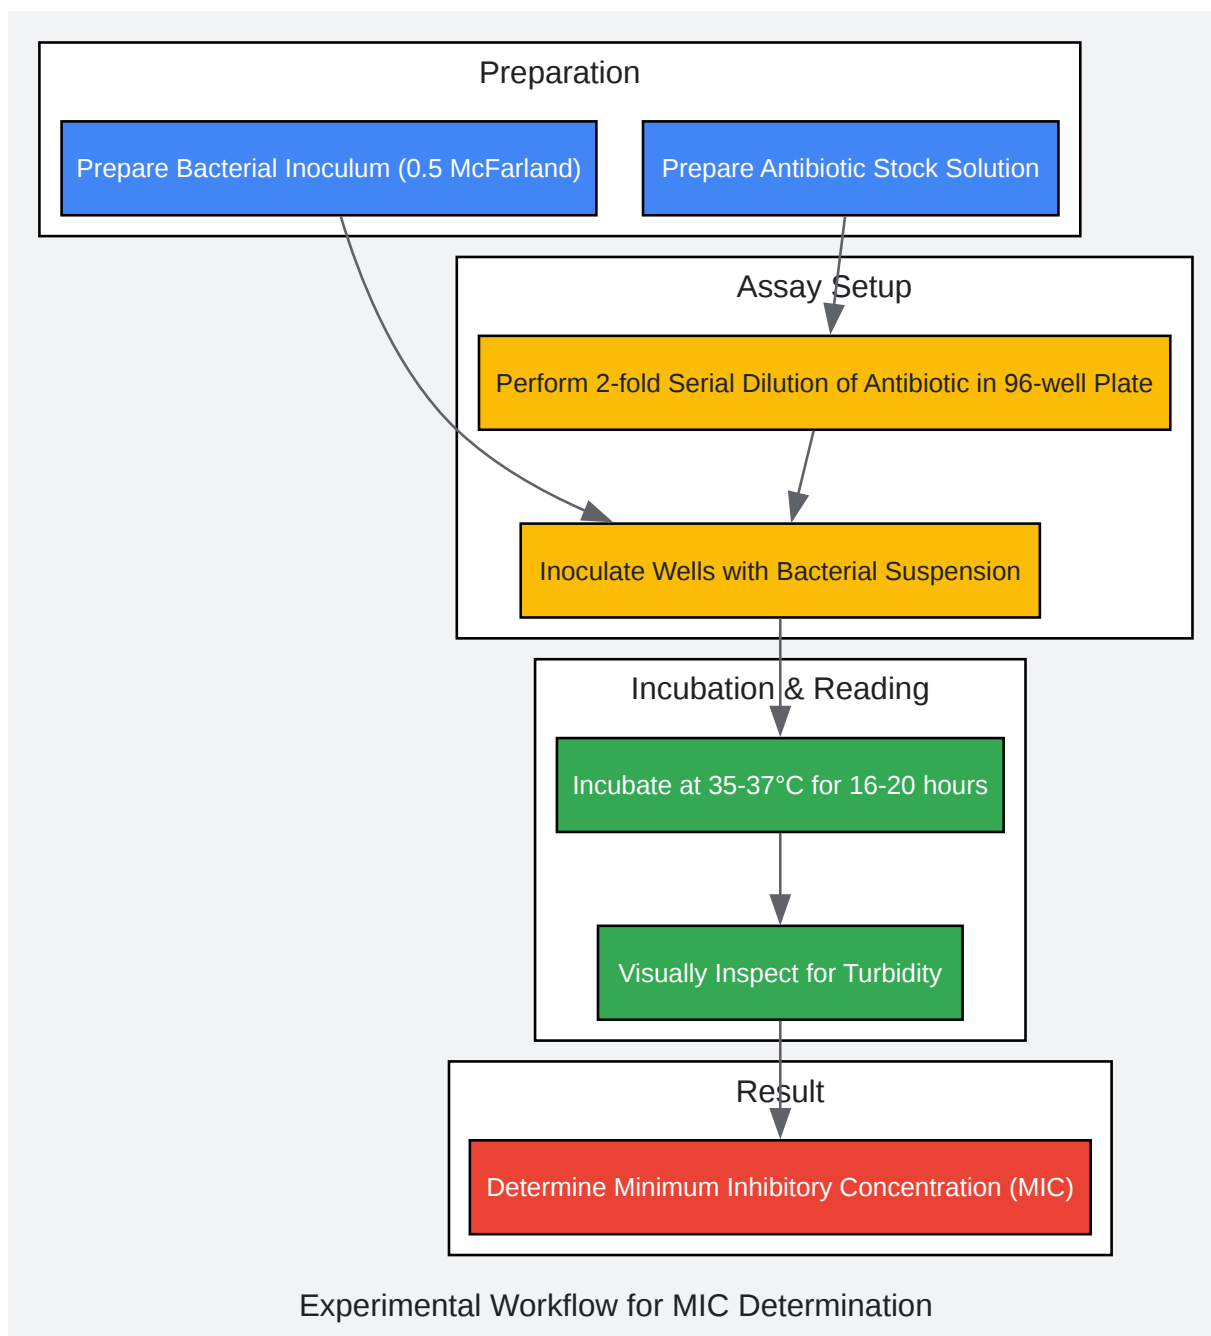 Preparation
Prepare Bacterial Inoculum (0.5 McFarland)
Prepare Antibiotic Stock Solution
Assay Setup
Perform 2-fold Serial Dilution of Antibiotic in 96-well Plate
Inoculate Wells with Bacterial Suspension
Incubation & Reading
Incubate at 35-37°C for 16-20 hours
Visually Inspect for Turbidity
Result
Determine Minimum Inhibitory Concentration (MIC)
Experimental Workflow for MIC Determination